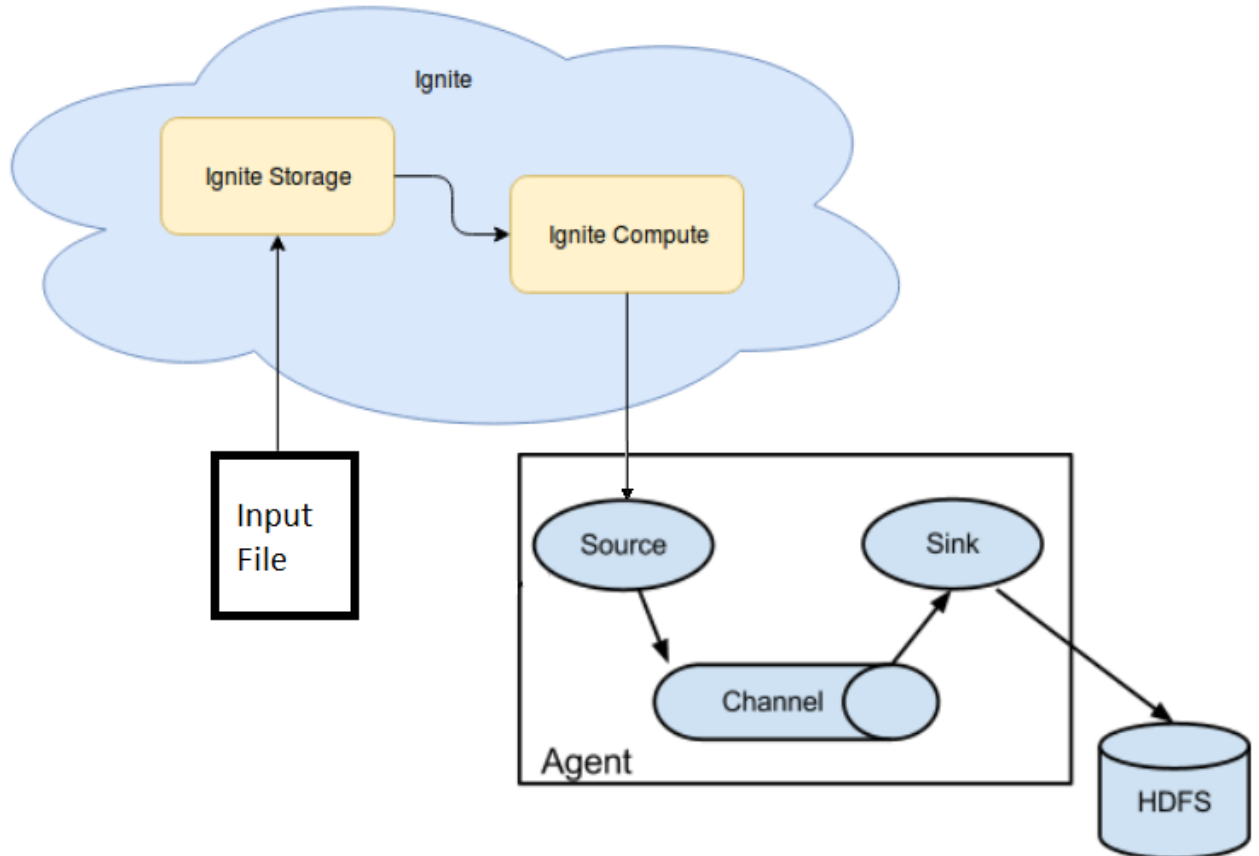 Ignite
Ignite Storage
Ignite Compute
Input
File
Source
Sink
Channel
Agent
HDFS